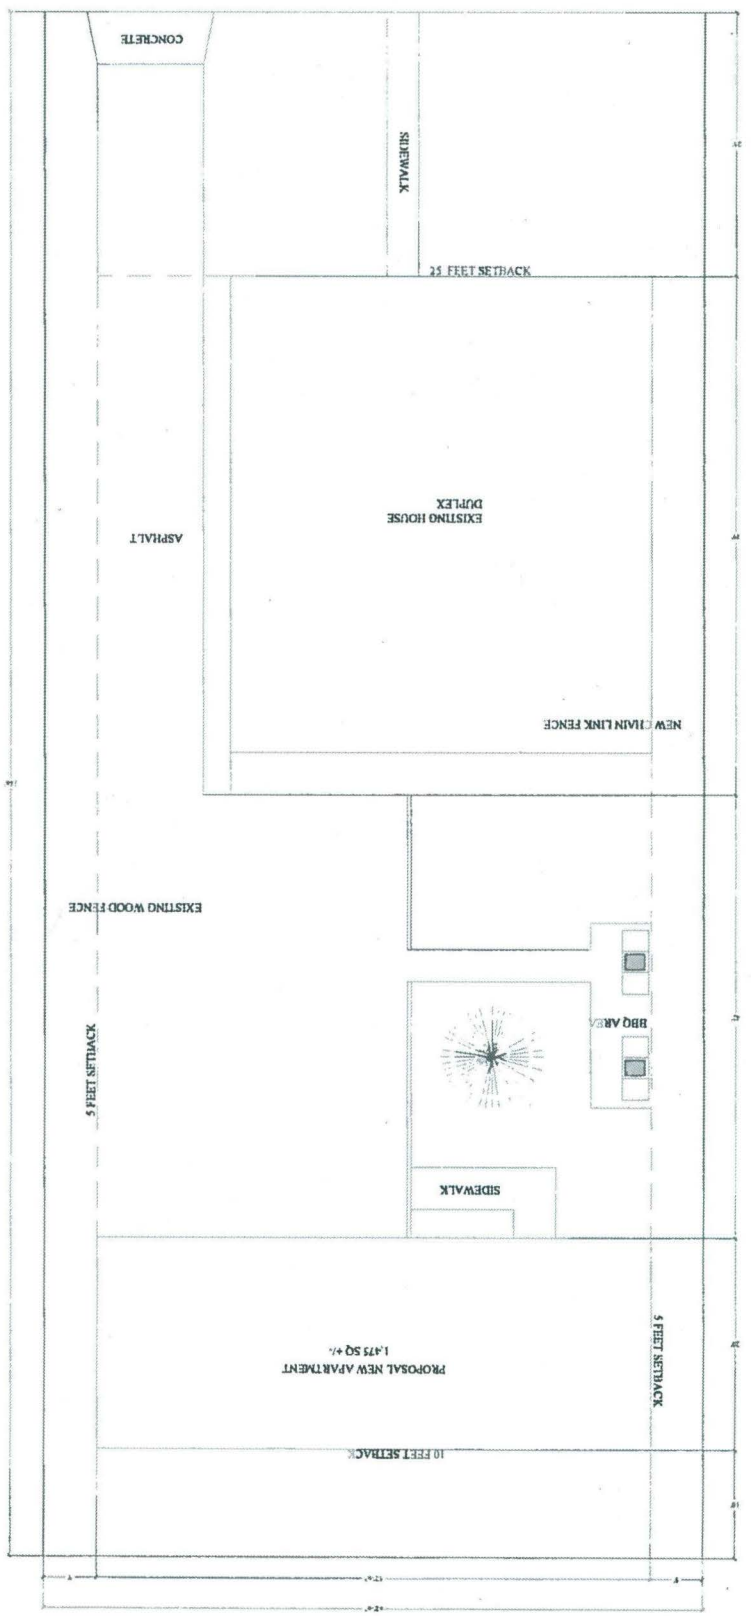 CONCRETE
SIDEWALK
25 FEET SETBACK
EXISTING HOUSE
DUPLEX
ASPHALT
NEW CHAIN LINK FENCE
EXISTING WOOD FENCE
BBQ AREA
5 FEET SETBACK
SIDEWALK
PROPOSAL NEW APARTMENT
1,475 SQ +/-
5 FEET SETBACK
10 FEET SETBACK